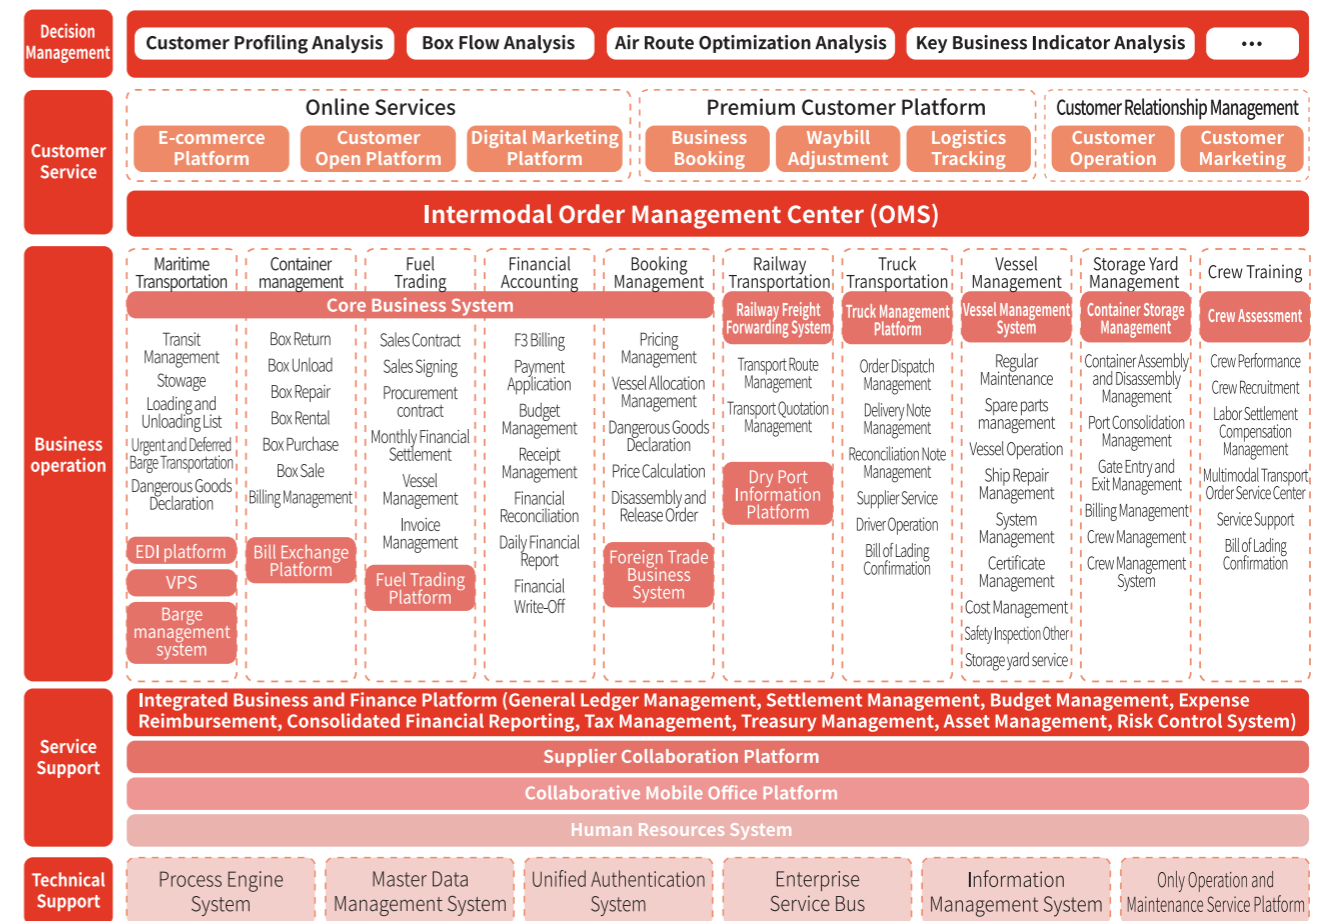 Decision
Management
Customer Profiling Analysis
Box Flow Analysis
Air Route Optimization Analysis
Key Business Indicator Analysis
...
Customer
Service
Online Services
E-commerce
Platform
Customer
Open Platform
Digital Marketing
Platform
Premium Customer Platform
Business
Booking
Waybill
Adjustment
Logistics
Tracking
Customer Relationship Management
Customer
Operation
Customer
Marketing
Intermodal Order Management Center (OMS)
Business
operation
Maritime
Transportation
Container
management
Fuel
Trading
Financial
Accounting
Booking
Management
Core Business System
Transit
Management
Stowage
Loading and
Unloading List
Urgent and Deferred
Barge Transportation
Dangerous Goods
Declaration
EDI platform
VPS
Barge
management
system
Box Return
Box Unload
Box Repair
Box Rental
Box Purchase
Box Sale
Billing Management
Bill Exchange
Platform
Sales Contract
Sales Signing
Procurement
contract
Monthly Financial
Settlement
Vessel
Management
Invoice
Management
Fuel Trading
Platform
F3 Billing
Payment
Application
Budget
Management
Receipt
Management
Financial
Reconciliation
Daily Financial
Report
Financial
Write-Off
Pricing
Management
Vessel Allocation
Management
Dangerous Goods
Declaration
Price Calculation
Disassembly and
Release Order
Foreign Trade
Business
System
Railway
Transportation
Railway Freight
Forwarding System
Transport Route
Management
Transport Quotation
Management
Dry Port
Information
Platform
Truck
Transportation
Truck Management
Platform
Order Dispatch
Management
Delivery Note
Management
Reconciliation Note
Management
Supplier Service
Driver Operation
Bill of Lading
Confirmation
Vessel
Management
Vessel Management
System
Regular
Maintenance
Spare parts
management
Vessel Operation
Ship Repair
Management
System
Management
Certificate
Management
Cost Management
Safety Inspection Other
Storage yard service
Storage Yard
Management
Container Storage
Management
Container Assembly
and Disassembly
Management
Port Consolidation
Management
Gate Entry and
Exit Management
Billing Management
Crew Management
Crew Management
System
Crew Training
Crew Assessment
Crew Performance
Crew Recruitment
Labor Settlement
Compensation
Management
Multimodal Transport
Order Service Center
Service Support
Bill of Lading
Confirmation
Service
Support
Integrated Business and Finance Platform (General Ledger Management, Settlement Management, Budget Management, Expense
Reimbursement, Consolidated Financial Reporting, Tax Management, Treasury Management, Asset Management, Risk Control System)
Supplier Collaboration Platform
Collaborative Mobile Office Platform
Human Resources System
Technical
Support
Process Engine
System
Master Data
Management System
Unified Authentication
System
Enterprise
Service Bus
Information
Management System
Only Operation and
Maintenance Service Platform